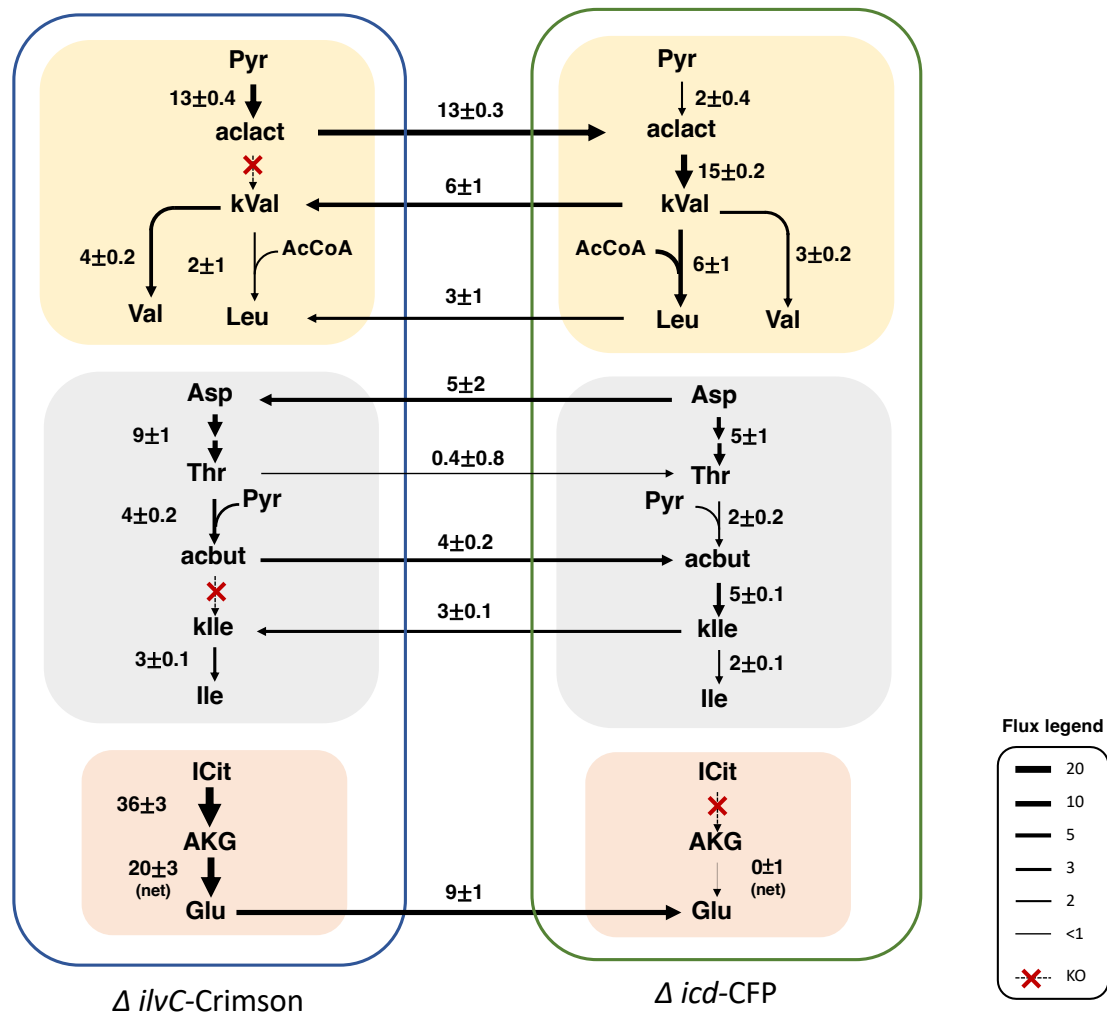 Pyr
13±0.4
aclact
kVal
4±0.2
2±1
AcCoA
Val
Leu
13±0.3
6±1
3±1
Pyr
2±0.4
aclact
15±0.2
kVal
AcCoA
6±1
3±0.2
Leu
Val
Asp
9±1
Thr
Pyr
4±0.2
acbut
kIle
3±0.1
Ile
5±2
0.4±0.8
4±0.2
3±0.1
Asp
5±1
Thr
Pyr
2±0.2
acbut
5±0.1
kIle
2±0.1
Ile
ICit
36±3
AKG
20±3
(net)
Glu
9±1
ICit
AKG
0±1
(net)
Glu
Δ ilvC-Crimson
Δ icd-CFP
Flux legend
20
10
5
3
2
<1
KO